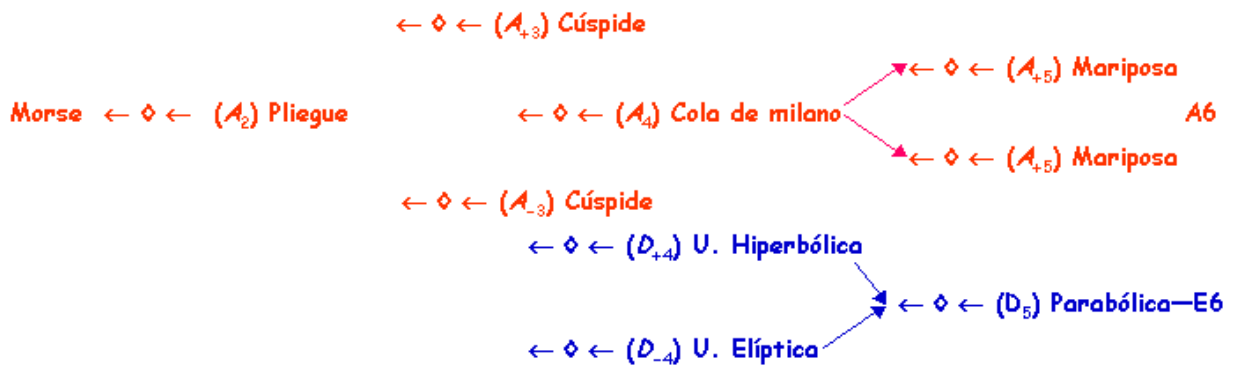 ← ◊ ← (A₊₃) Cúspide
← ◊ ← (A₊₅) Mariposa
Morse ← ◊ ← (A₂) Pliegue ← ◊ ← (A₄) Cola de milano A6
← ◊ ← (A₊₅) Mariposa
← ◊ ← (A₋₃) Cúspide
← ◊ ← (D₊₄) U. Hiperbólica
← ◊ ← (D₅) Parabólica—E6
← ◊ ← (D₋₄) U. Elíptica